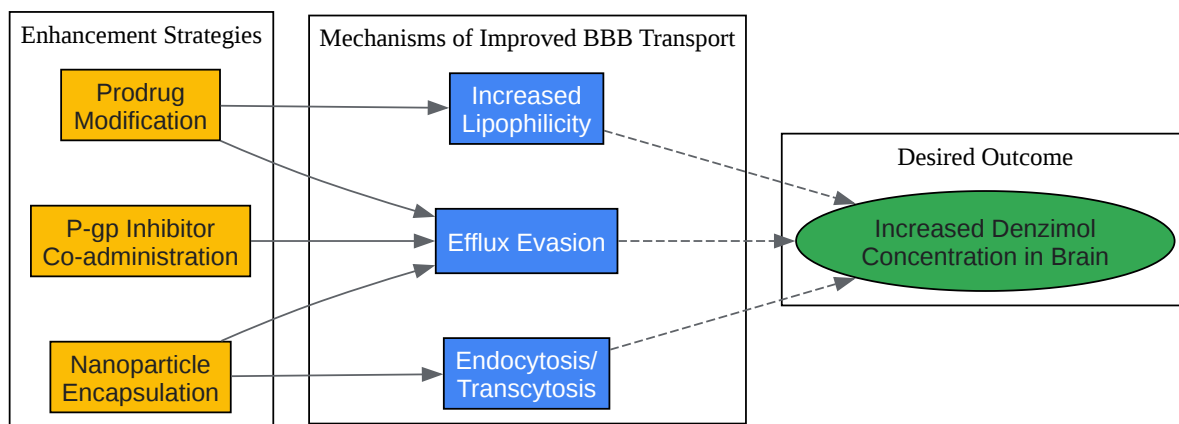 Enhancement Strategies
Prodrug
Modification
P-gp Inhibitor
Co-administration
Nanoparticle
Encapsulation
Mechanisms of Improved BBB Transport
Increased
Lipophilicity
Efflux Evasion
Endocytosis/
Transcytosis
Desired Outcome
Increased Denzimol
Concentration in Brain